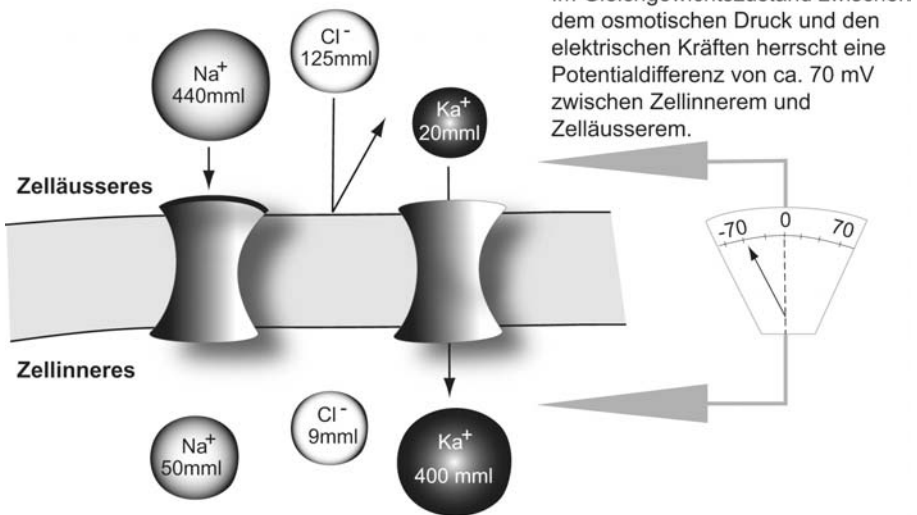 dem osmotischen Druck und den
elektrischen Kräften herrscht eine
Potentialdifferenz von ca. 70 mV
zwischen Zellinnerem und
Zelläusserem.
Na+
440mml
Cl-
125mml
Ka+
20mml
Zelläusseres
-70 0 70
Zellinneres
Na+
50mml
Cl-
9mml
Ka+
400 mml